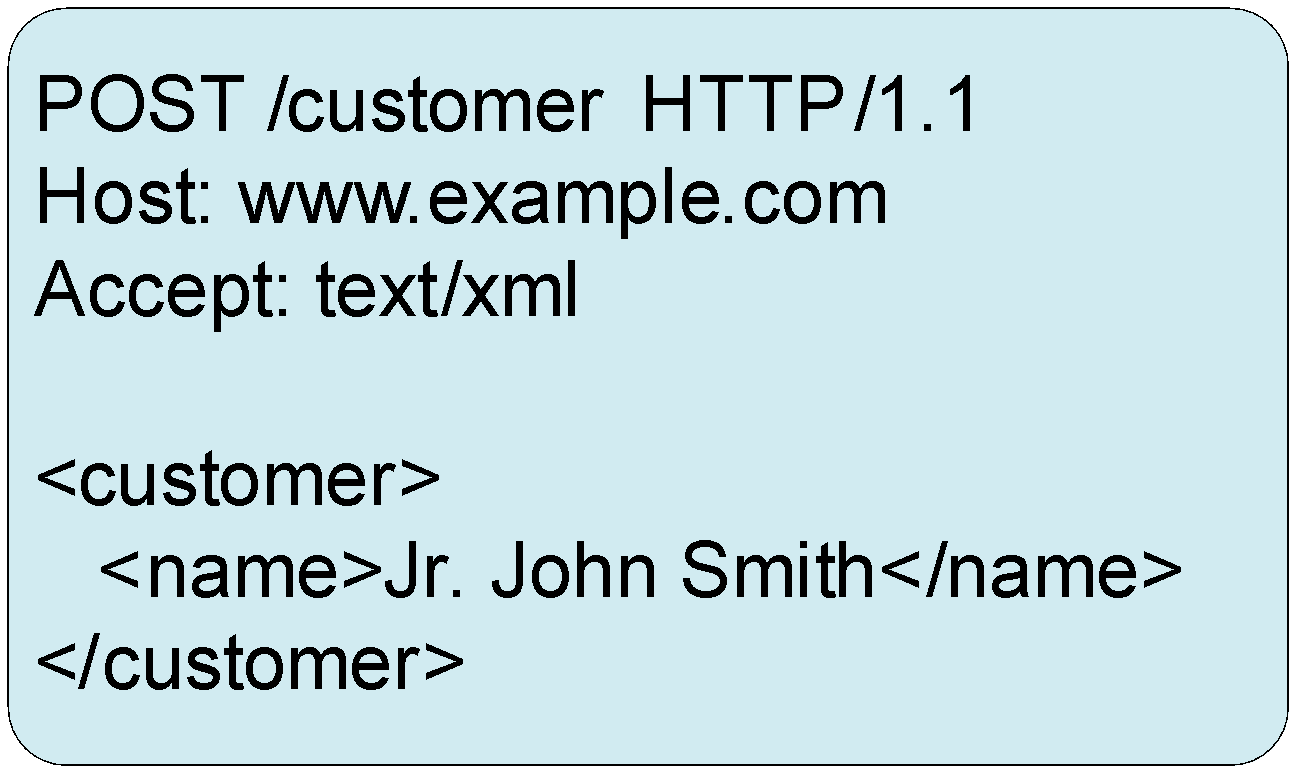 POST /customer HTTP/1.1
Host: www.example.com
Accept: text/xml

<customer>
  <name>Jr. John Smith</name>
</customer>